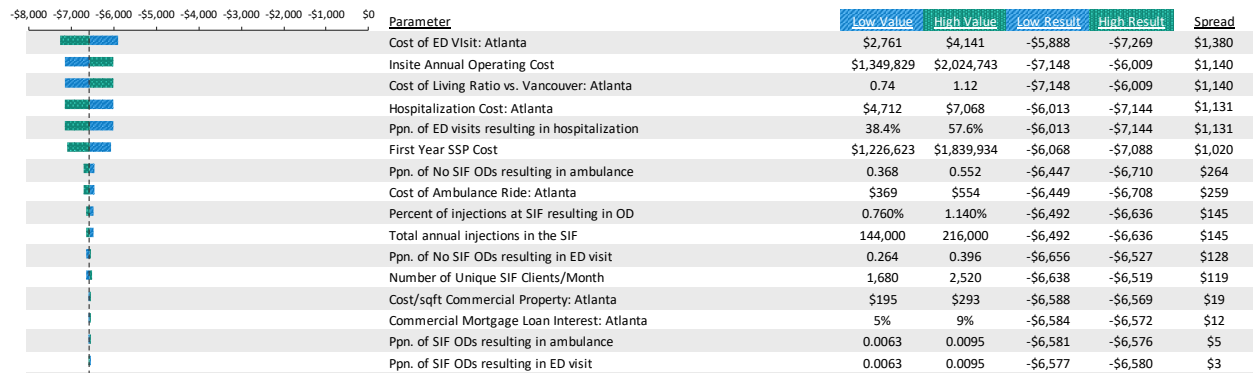 -$8,000 -$7,000 -$6,000 -$5,000 -$4,000 -$3,000 -$2,000 -$1,000 $0
Parameter Low Value High Value Low Result High Result Spread
Cost of ED VIsit: Atlanta $2,761 $4,141 -$5,888 -$7,269 $1,380
Insite Annual Operating Cost $1,349,829 $2,024,743 -$7,148 -$6,009 $1,140
Cost of Living Ratio vs. Vancouver: Atlanta 0.74 1.12 -$7,148 -$6,009 $1,140
Hospitalization Cost: Atlanta $4,712 $7,068 -$6,013 -$7,144 $1,131
Ppn. of ED visits resulting in hospitalization 38.4% 57.6% -$6,013 -$7,144 $1,131
First Year SSP Cost $1,226,623 $1,839,934 -$6,068 -$7,088 $1,020
Ppn. of No SIF ODs resulting in ambulance 0.368 0.552 -$6,447 -$6,710 $264
Cost of Ambulance Ride: Atlanta $369 $554 -$6,449 -$6,708 $259
Percent of injections at SIF resulting in OD 0.760% 1.140% -$6,492 -$6,636 $145
Total annual injections in the SIF 144,000 216,000 -$6,492 -$6,636 $145
Ppn. of No SIF ODs resulting in ED visit 0.264 0.396 -$6,656 -$6,527 $128
Number of Unique SIF Clients/Month 1,680 2,520 -$6,638 -$6,519 $119
Cost/sqft Commercial Property: Atlanta $195 $293 -$6,588 -$6,569 $19
Commercial Mortgage Loan Interest: Atlanta 5% 9% -$6,584 -$6,572 $12
Ppn. of SIF ODs resulting in ambulance 0.0063 0.0095 -$6,581 -$6,576 $5
Ppn. of SIF ODs resulting in ED visit 0.0063 0.0095 -$6,577 -$6,580 $3